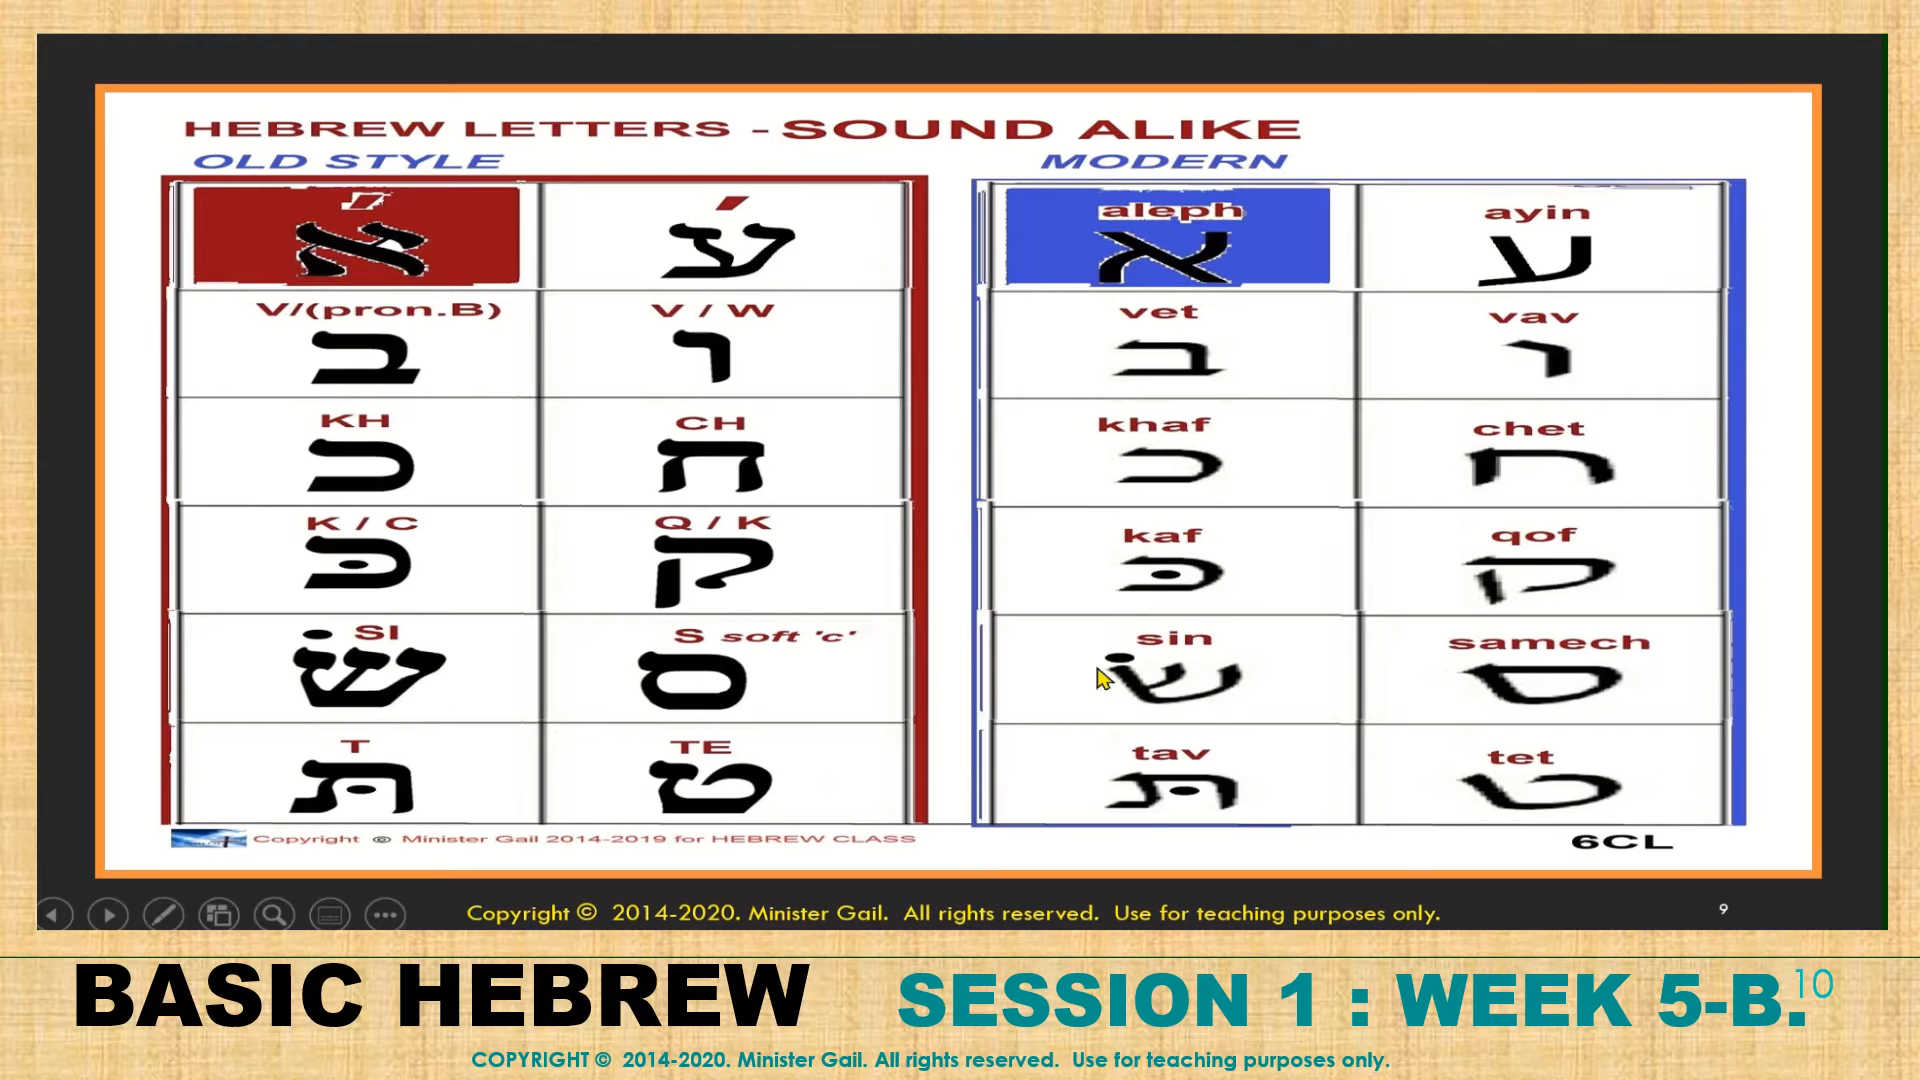 HEBREW LETTERS - SOUND ALIKE
OLD STYLE MODERN
׳ ׳ aleph ayin
א ע א ע
V/(pron.B) V / W vet vav
ב ו ב ו
KH CH khaf chet
כ ח כ ח
K / C Q / K kaf qof
כּ ק כּ ק
SI S soft 'c' sin samech
שׂ ס שׂ ס
T TE tav tet
תּ ט תּ ט
Copyright © Minister Gail 2014-2019 for HEBREW CLASS
6CL
Copyright © 2014-2020. Minister Gail. All rights reserved. Use for teaching purposes only.
9
BASIC HEBREW SESSION 1 : WEEK 5-B.
10
COPYRIGHT © 2014-2020. Minister Gail. All rights reserved. Use for teaching purposes only.